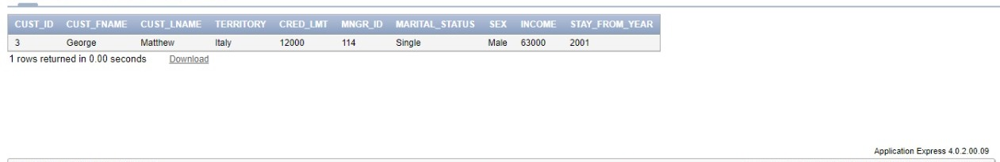 CUST_ID CUST_FNAME CUST_LNAME TERRITORY CRED_LMT MNGR_ID MARITAL_STATUS SEX INCOME STAY_FROM_YEAR
3 George Matthew Italy 12000 114 Single Male 63000 2001
1 rows returned in 0.00 seconds Download
Application Express 4.0.2.00.09